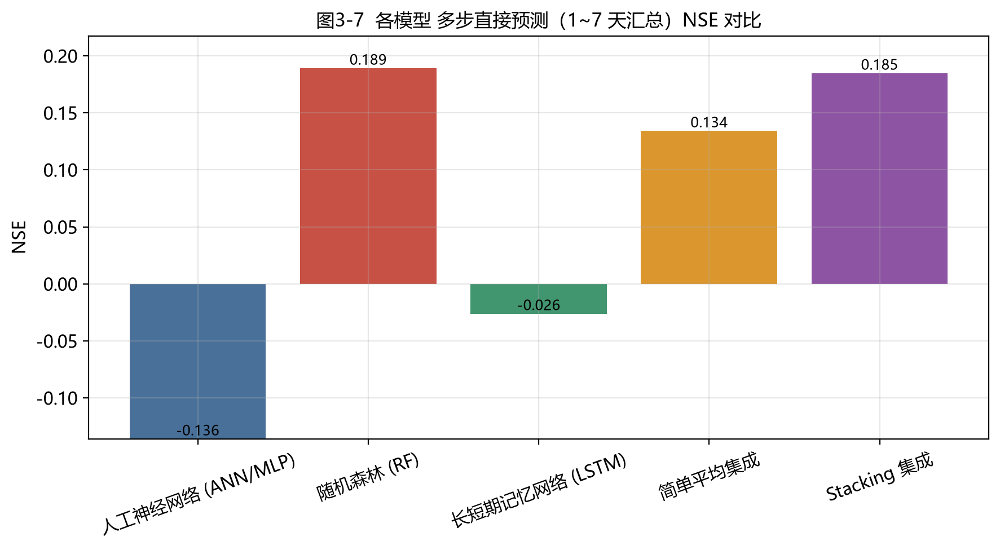 图3-7 各模型 多步直接预测（1~7 天汇总）NSE 对比
NSE
0.20
0.15
0.10
0.05
0.00
-0.05
-0.10
-0.136
0.189
-0.026
0.134
0.185
人工神经网络 (ANN/MLP)
随机森林 (RF)
长短期记忆网络 (LSTM)
简单平均集成
Stacking 集成